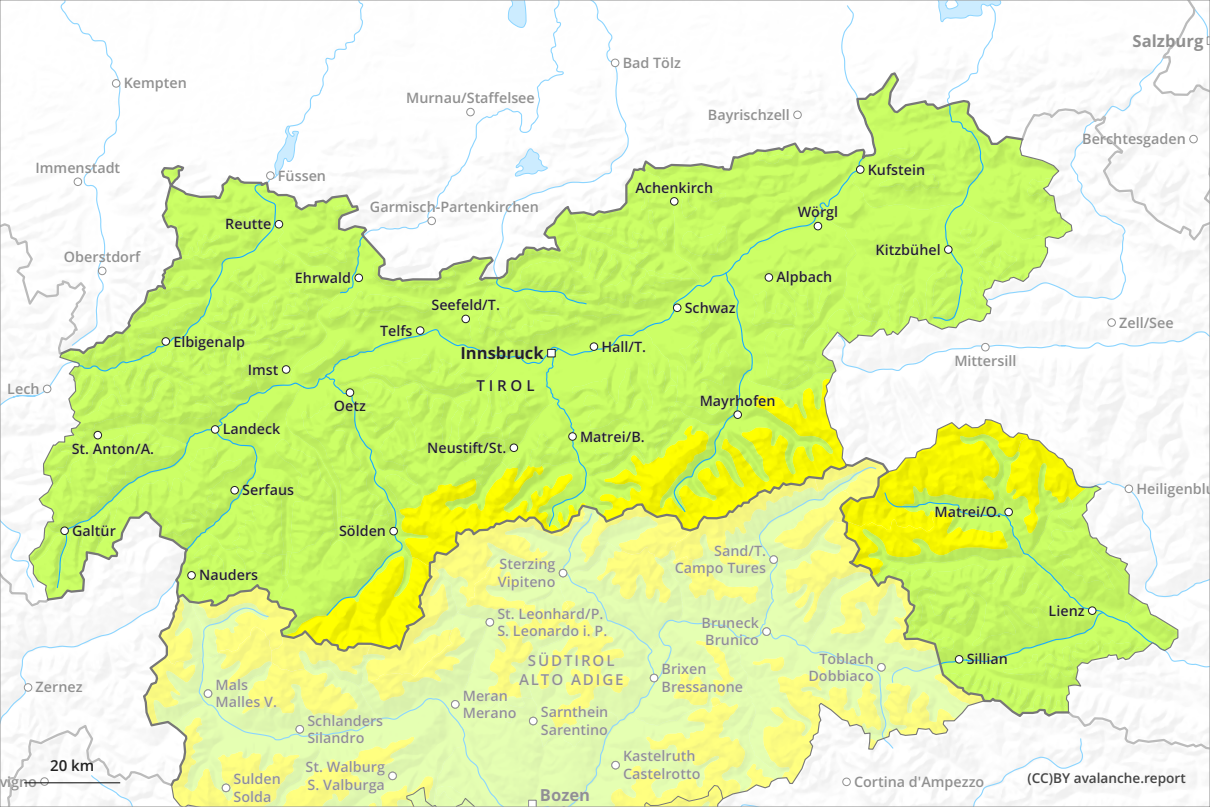 Salzburg
Bad Tölz
Kempten
Murnau/Staffelsee
Bayrischzell
Berchtesgaden
Immenstadt
Füssen
Kufstein
Achenkirch
Garmisch-Partenkirchen
Wörgl
Reutte
Kitzbühel
Oberstdorf
Ehrwald
Alpbach
Seefeld/T.
Schwaz
Telfs
Zell/See
Elbigenalp
Innsbruck
Hall/T.
Mittersill
Imst
TIROL
Lech
Oetz
Mayrhofen
Landeck
Matrei/B.
St. Anton/A.
Neustift/St.
Serfaus
Heiligenblu
Matrei/O.
Galtür
Sölden
Sand/T.
Campo Tures
Sterzing
Vipiteno
Nauders
St. Leonhard/P.
S. Leonardo i. P.
Lienz
Bruneck
Brunico
SÜDTIROL
ALTO ADIGE
Toblach
Dobbiaco
Sillian
Brixen
Bressanone
Zernez
Mals
Malles V.
Meran
Merano
Sarnthein
Sarentino
Schlanders
Silandro
Kastelruth
Castelrotto
20 km
St. Walburg
S. Valburga
Sulden
Solda
vigno
Cortina d'Ampezzo
(CC)BY avalanche.report
Bozen